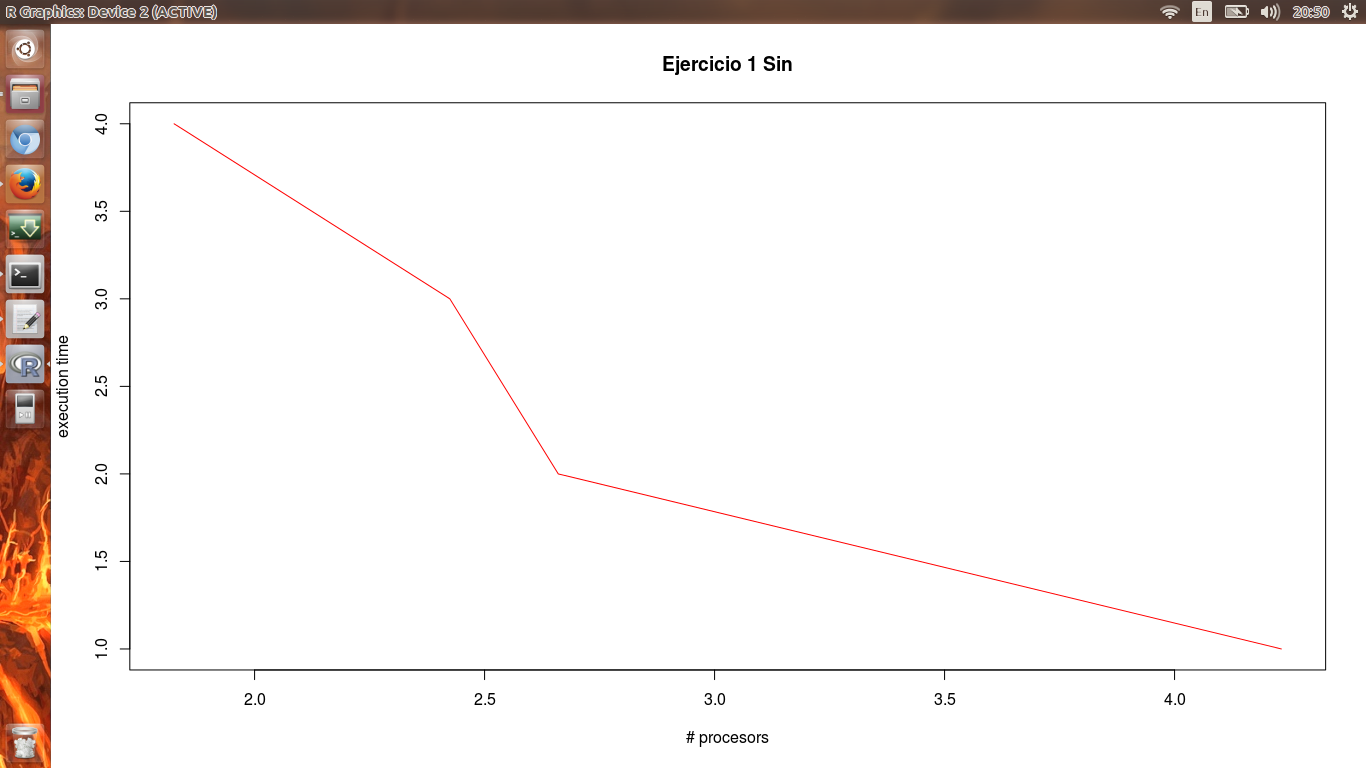 R Graphics: Device 2 (ACTIVE)
En
20:50
Ejercicio 1 Sin
execution time
4.0
3.5
3.0
2.5
2.0
1.5
1.0
2.0 2.5 3.0 3.5 4.0
# procesors